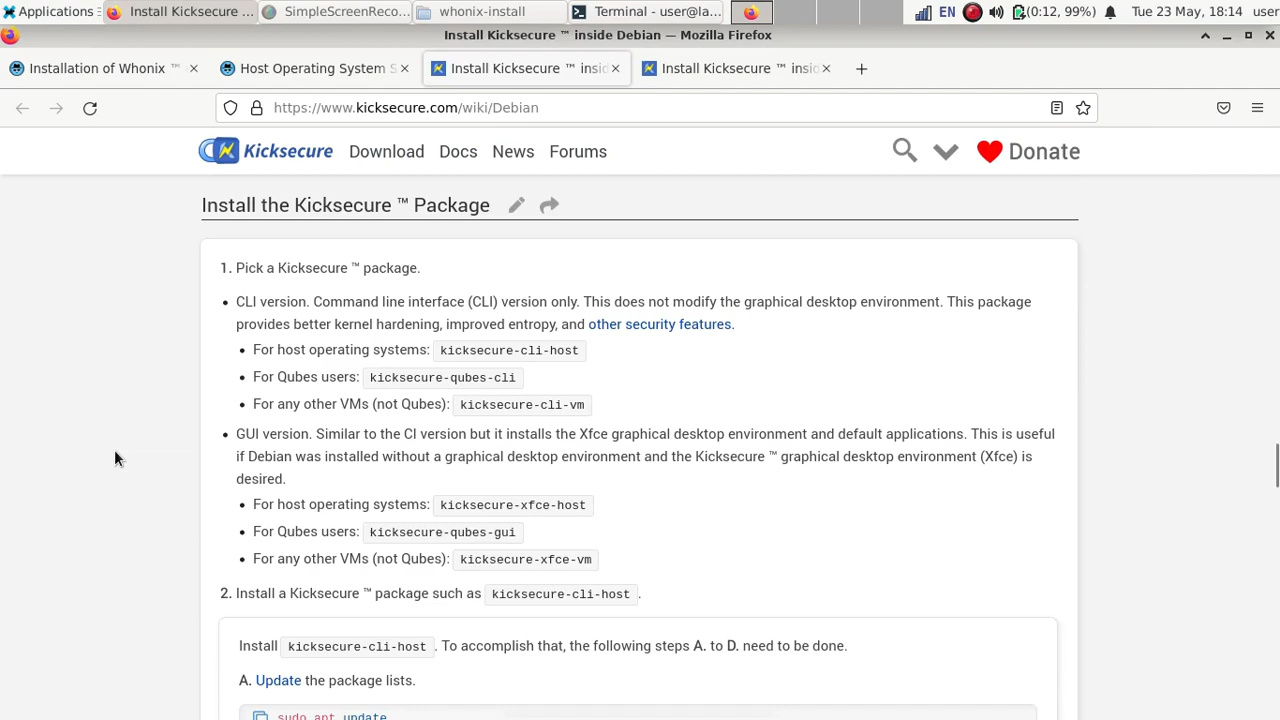 Applications
Install Kicksecure ...
SimpleScreenReco...
whonix-install
Terminal - user@la...
EN
(0:12, 99%)
Tue 23 May, 18:14
user
Install Kicksecure ™ inside Debian — Mozilla Firefox
Installation of Whonix ™
Host Operating System S
Install Kicksecure ™ insid
Install Kicksecure ™ insid
https://www.kicksecure.com/wiki/Debian
Kicksecure
Download
Docs
News
Forums
Donate
Install the Kicksecure ™ Package
1. Pick a Kicksecure ™ package.
• CLI version. Command line interface (CLI) version only. This does not modify the graphical desktop environment. This package
provides better kernel hardening, improved entropy, and other security features.
• For host operating systems: kicksecure-cli-host
• For Qubes users: kicksecure-qubes-cli
• For any other VMs (not Qubes): kicksecure-cli-vm
• GUI version. Similar to the CI version but it installs the Xfce graphical desktop environment and default applications. This is useful
if Debian was installed without a graphical desktop environment and the Kicksecure ™ graphical desktop environment (Xfce) is
desired.
• For host operating systems: kicksecure-xfce-host
• For Qubes users: kicksecure-qubes-gui
• For any other VMs (not Qubes): kicksecure-xfce-vm
2. Install a Kicksecure ™ package such as kicksecure-cli-host.
Install kicksecure-cli-host. To accomplish that, the following steps A. to D. need to be done.
A. Update the package lists.
sudo apt update